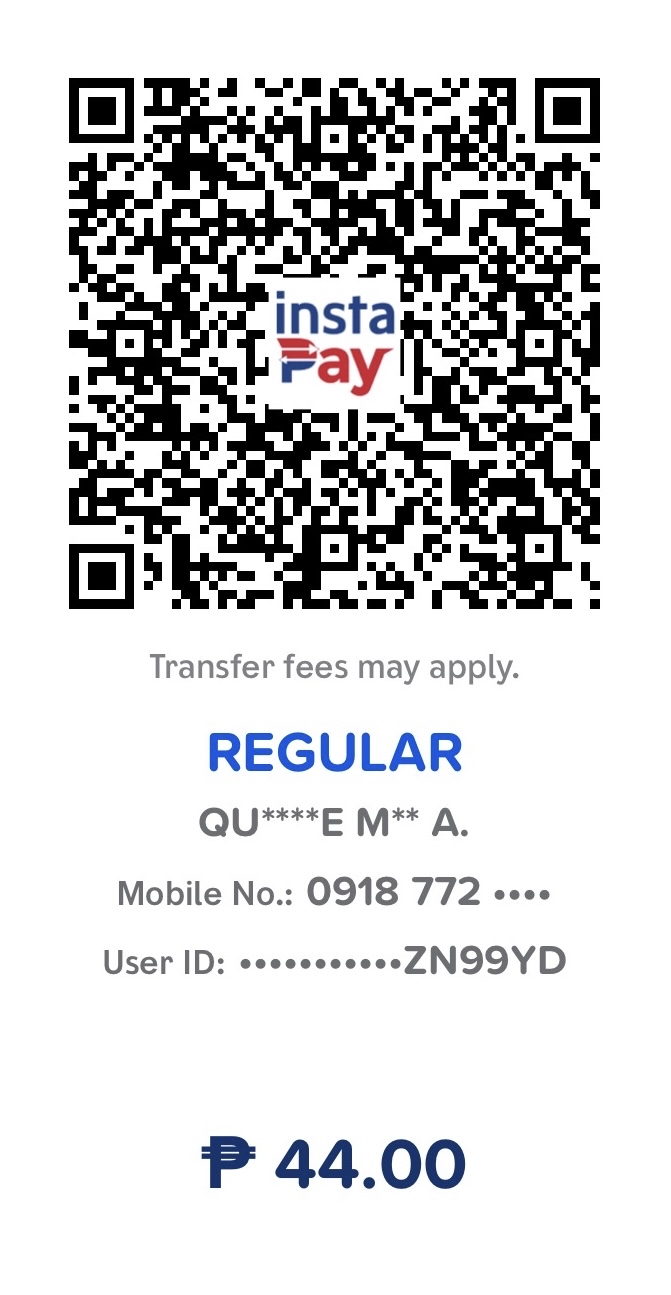 insta
Pay
Transfer fees may apply.
REGULAR
QU****E M** A.
Mobile No.: 0918 772 ••••
User ID: •••••••••••ZN99YD
₱ 44.00